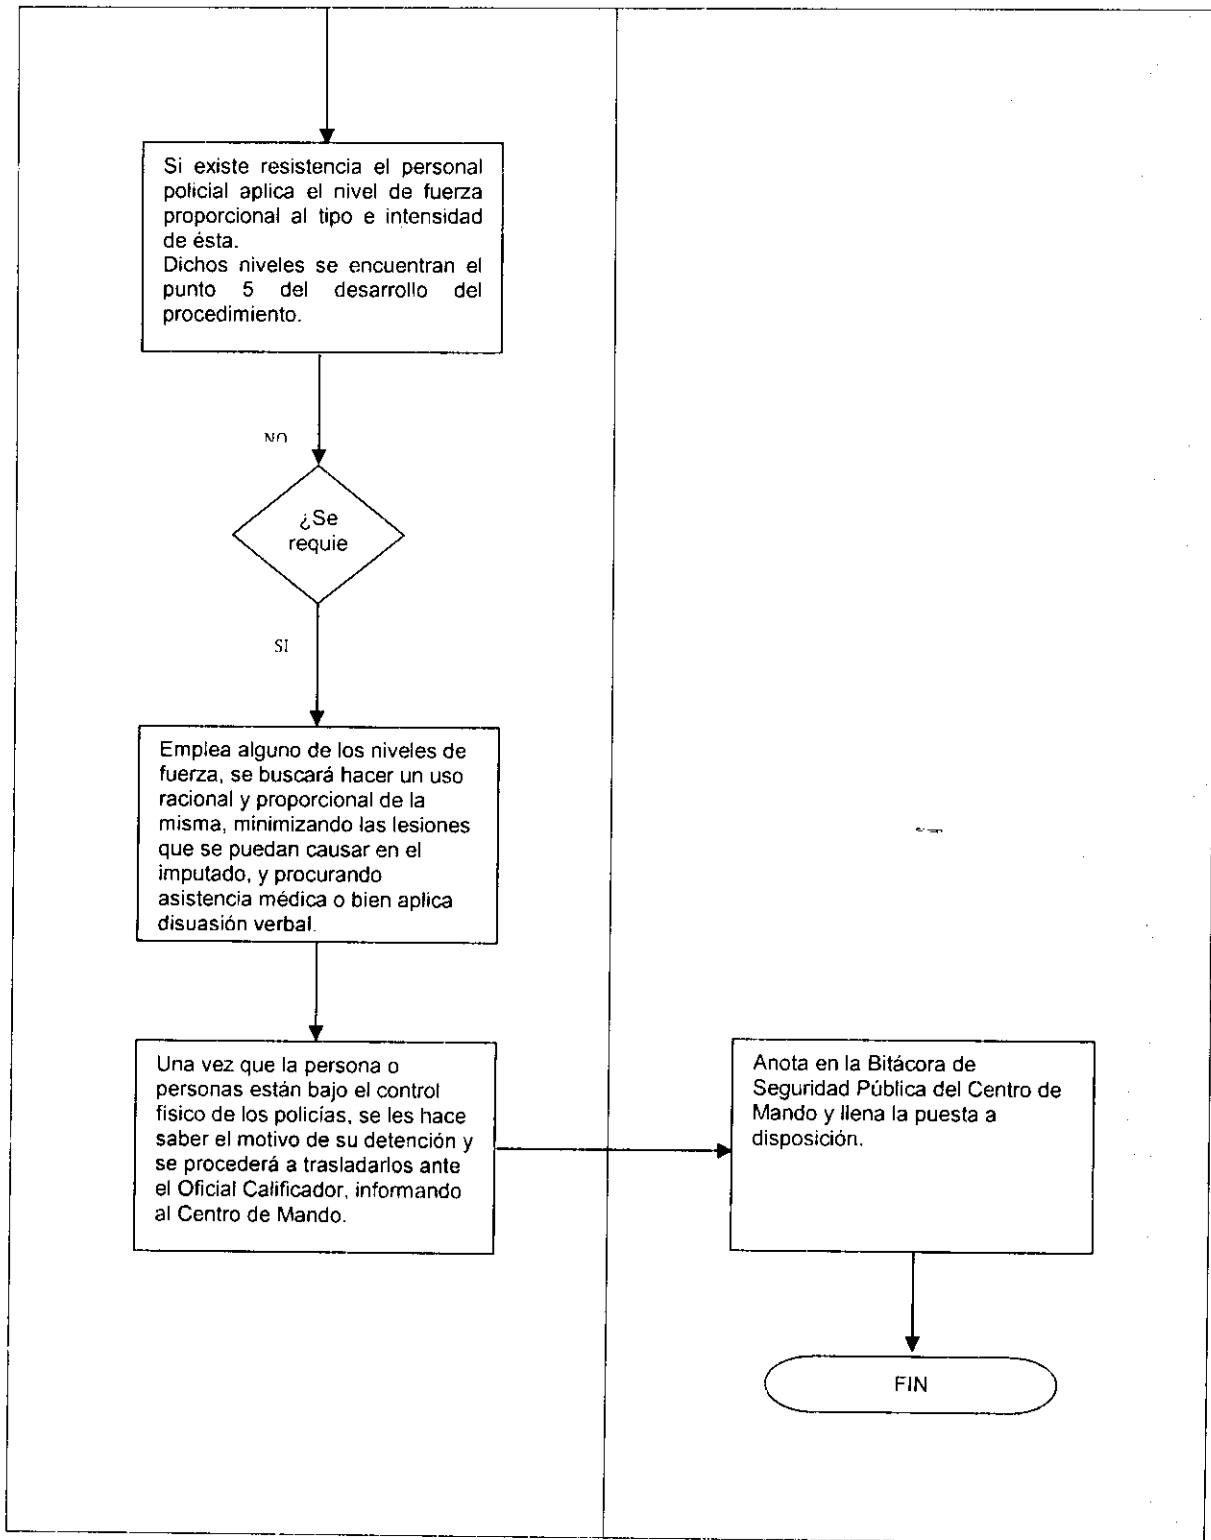 Si existe resistencia el personal
policial aplica el nivel de fuerza
proporcional al tipo e intensidad
de ésta.
Dichos niveles se encuentran el
punto 5 del desarrollo del
procedimiento.
NO
¿Se
requie
SI
Emplea alguno de los niveles de
fuerza, se buscará hacer un uso
racional y proporcional de la
misma, minimizando las lesiones
que se puedan causar en el
imputado, y procurando
asistencia médica o bien aplica
disuasión verbal.
Una vez que la persona o
personas están bajo el control
físico de los policías, se les hace
saber el motivo de su detención y
se procederá a trasladarlos ante
el Oficial Calificador, informando
al Centro de Mando.
Anota en la Bitácora de
Seguridad Pública del Centro de
Mando y llena la puesta a
disposición.
FIN